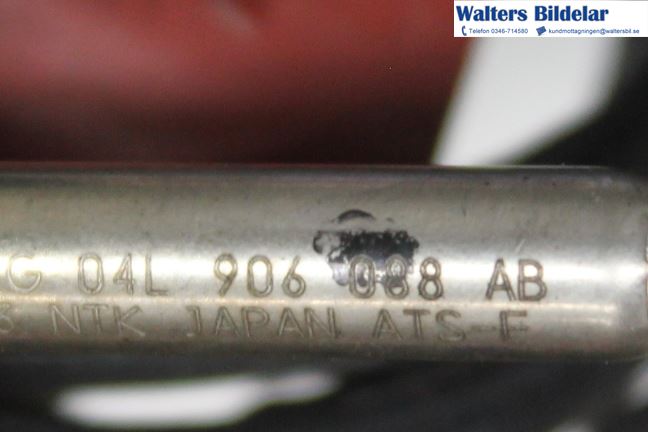 Walters Bildelar
Telefon 0346-714580 kundmottagningen@waltersbil.se
G 04L 906 088 AB
NTK JAPAN ATS-F